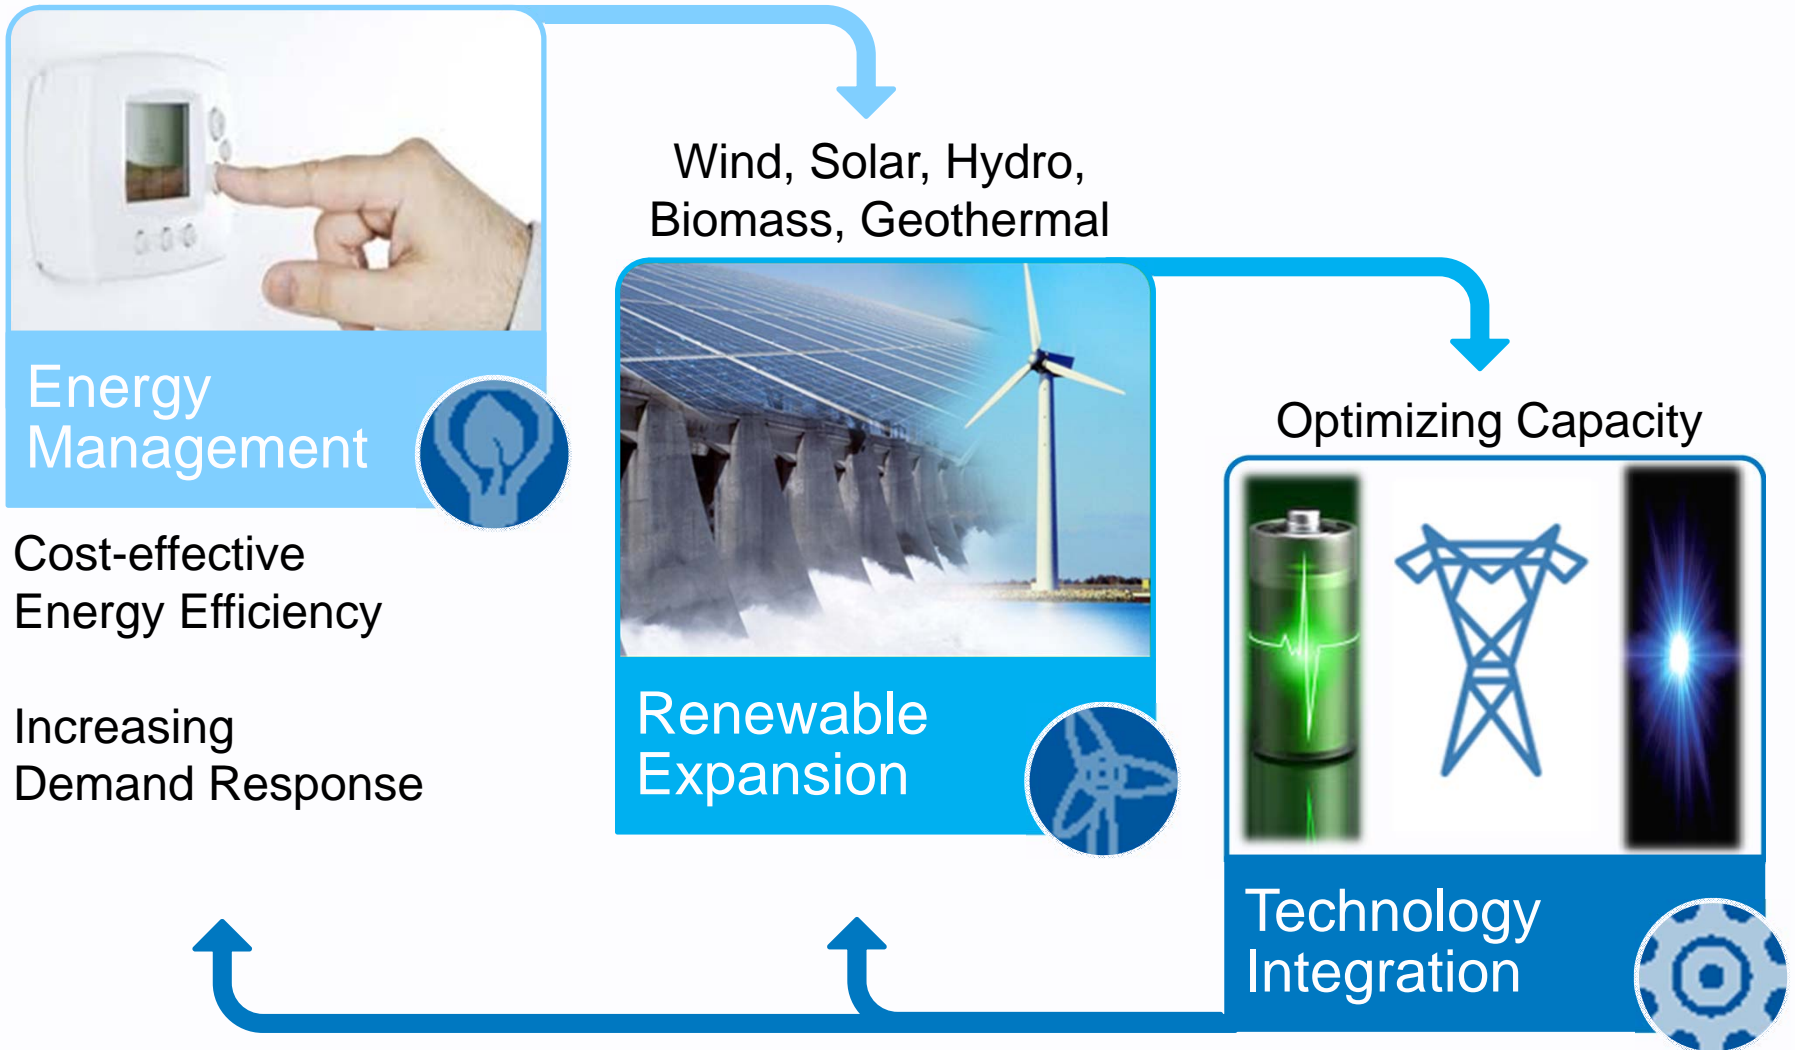 Energy
Management
Cost-effective
Energy Efficiency
Increasing
Demand Response
Wind, Solar, Hydro,
Biomass, Geothermal
Renewable
Expansion
Optimizing Capacity
Technology
Integration